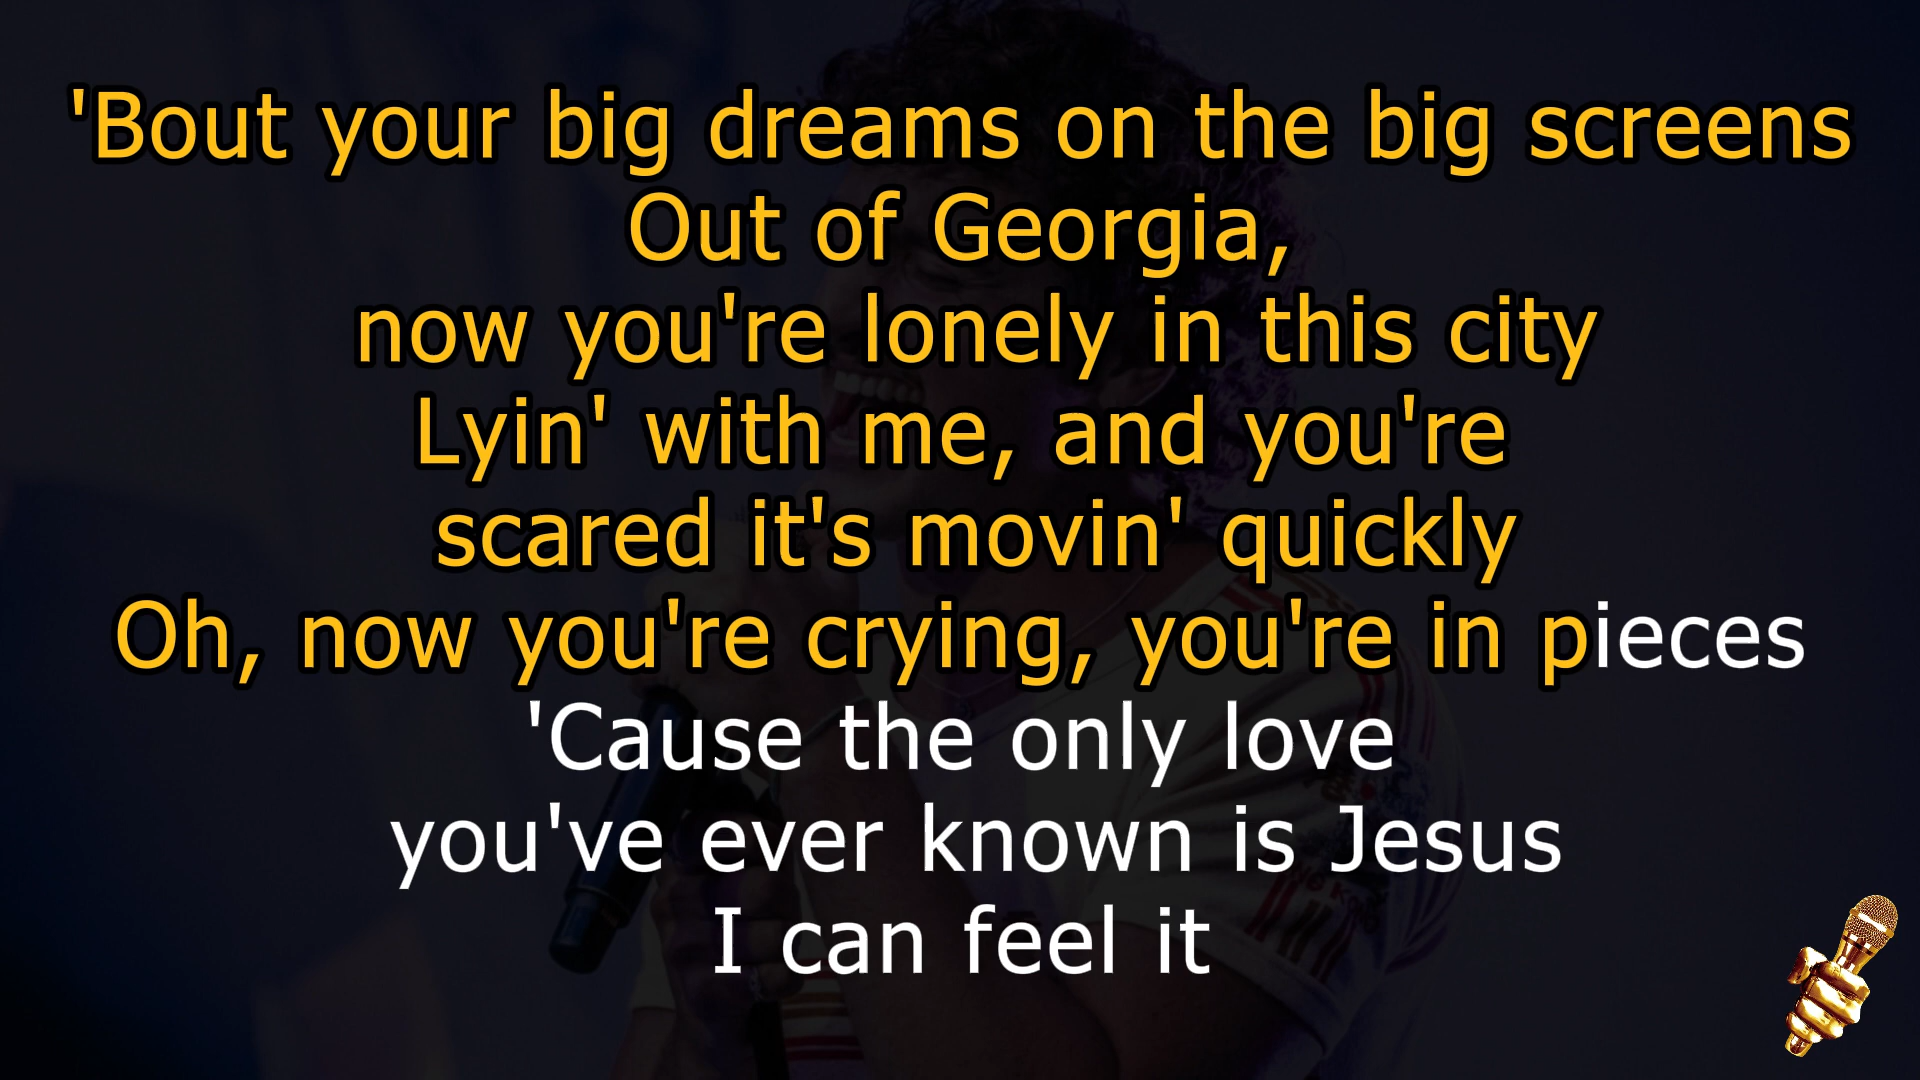 'Bout your big dreams on the big screens
Out of Georgia,
now you're lonely in this city
Lyin' with me, and you're
scared it's movin' quickly
Oh, now you're crying, you're in pieces
'Cause the only love
you've ever known is Jesus
I can feel it